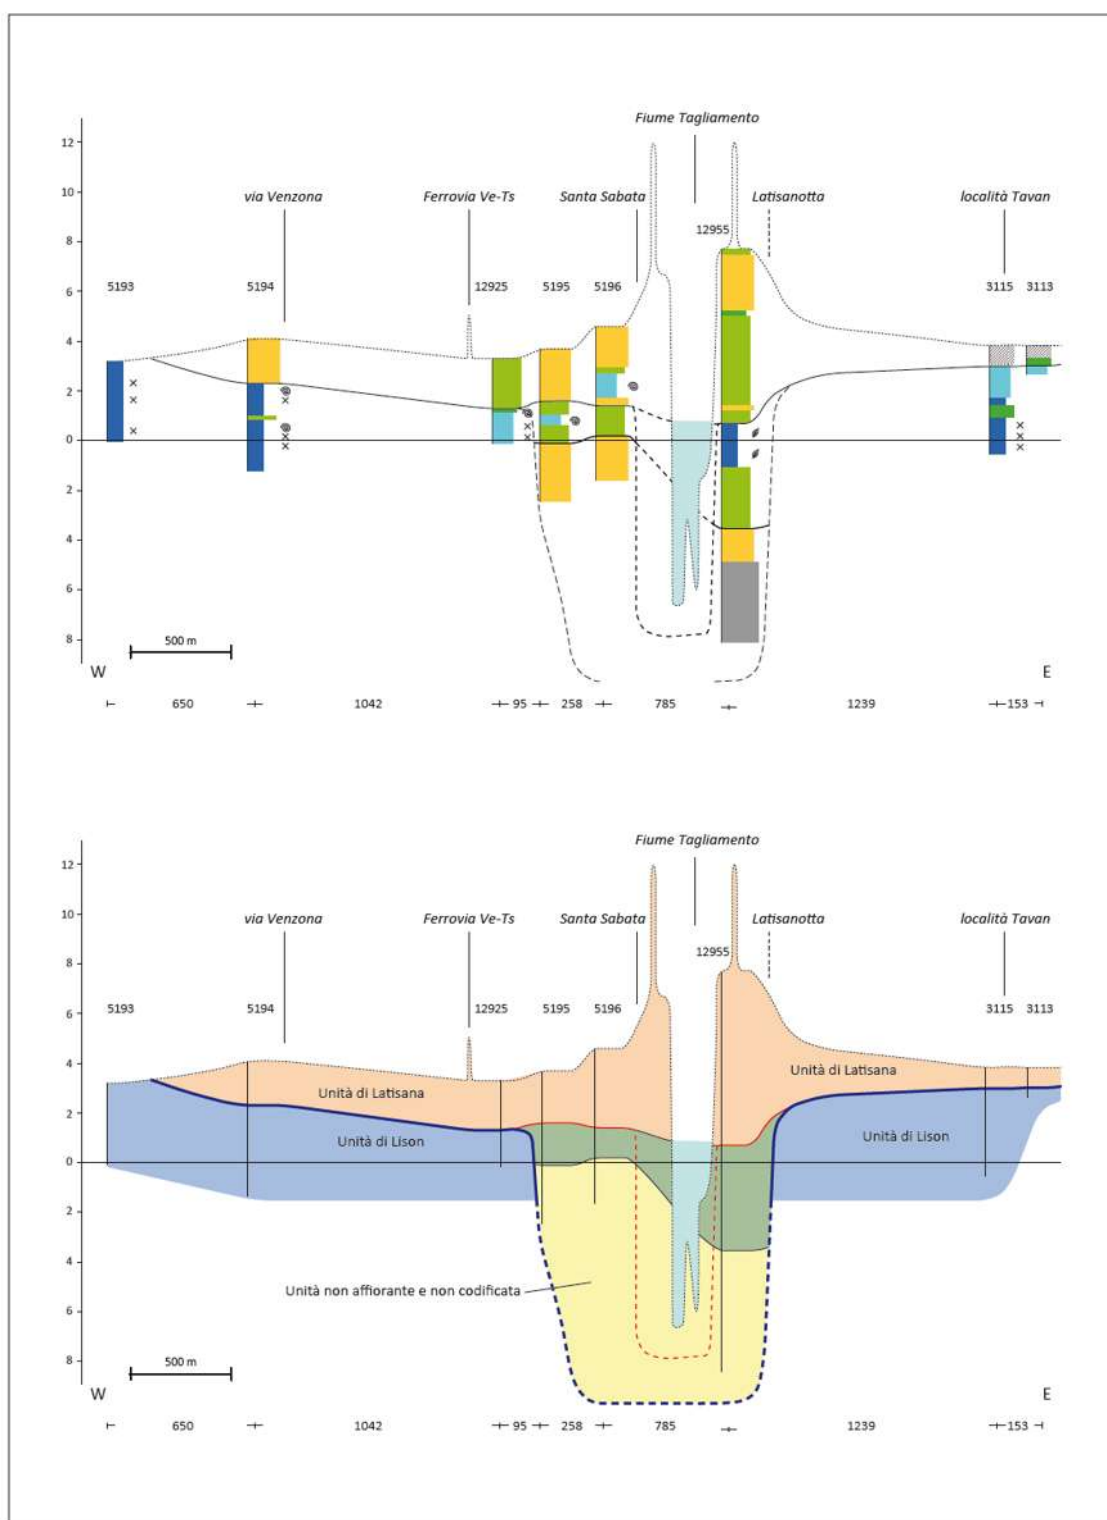 Fiume Tagliamento
12
10
via Venzona
Ferrovia Ve-Ts
Santa Sabata
Latisanotta
località Tavan
12955
8
5193
5194
12925
5195
5196
3115
3113
6
4
2
0
2
4
6
8
500 m
W
E
650
1042
95
258
785
1239
153
Fiume Tagliamento
12
10
via Venzona
Ferrovia Ve-Ts
Santa Sabata
Latisanotta
località Tavan
12955
8
5193
5194
12925
5195
5196
3115
3113
6
4
Unità di Latisana
Unità di Latisana
2
Unità di Lison
Unità di Lison
0
2
4
Unità non affiorante e non codificata
6
8
500 m
W
E
650
1042
95
258
785
1239
153